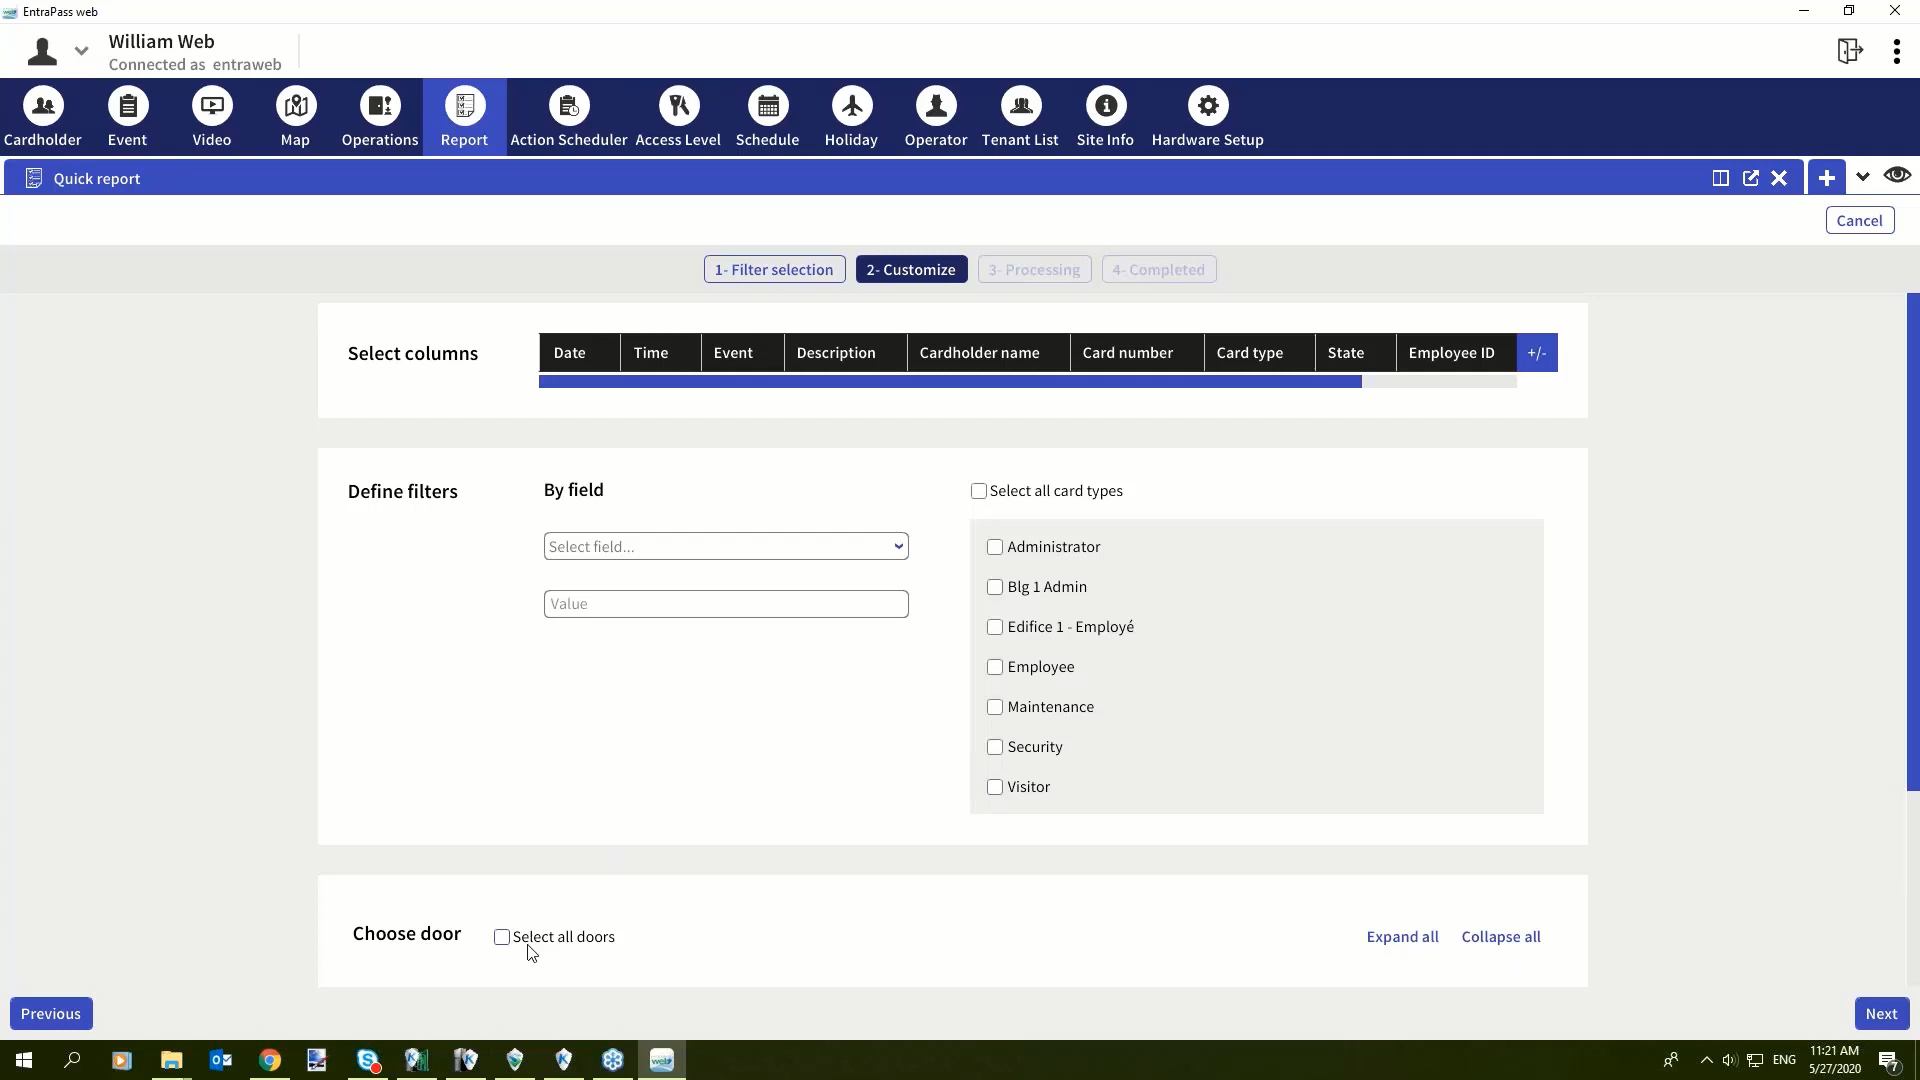 EntraPass web
William Web
Connected as entraweb
Cardholder Event Video Map Operations Report Action Scheduler Access Level Schedule Holiday Operator Tenant List Site Info Hardware Setup
Quick report
Cancel
1- Filter selection 2- Customize 3- Processing 4- Completed
Select columns Date Time Event Description Cardholder name Card number Card type State Employee ID +/-
Define filters By field Select all card types
Select field... Administrator
Blg 1 Admin
Value
Edifice 1 - Employé
Employee
Maintenance
Security
Visitor
Choose door Select all doors Expand all Collapse all
Previous Next
ENG 11:21 AM
5/27/2020 7